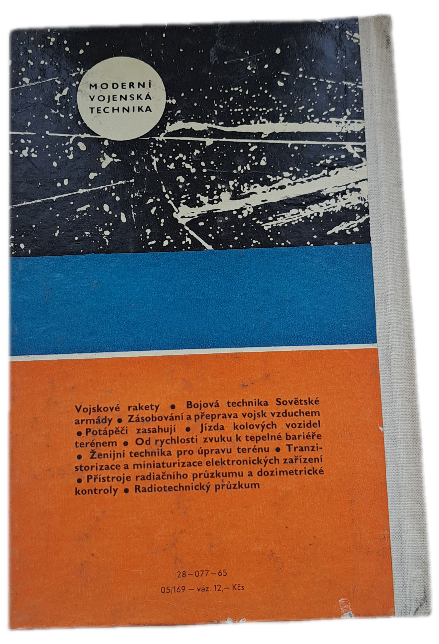 MODERNÍ
VOJENSKÁ
TECHNIKA
Vojskové rakety ● Bojová technika Sovětské
armády ● Zásobování a přeprava vojsk vzduchem
● Potápěči zasahují ● Jízda kolových vozidel
terénem ● Od rychlosti zvuku k tepelné bariéře
● Ženijní technika pro úpravu terénu ● Tranzi-
storizace a miniaturizace elektronických zařízení
● Přístroje radiačního průzkumu a dozimetrické
kontroly ● Radiotechnický průzkum
28–077–65
05/169 – váz. 12,– Kčs